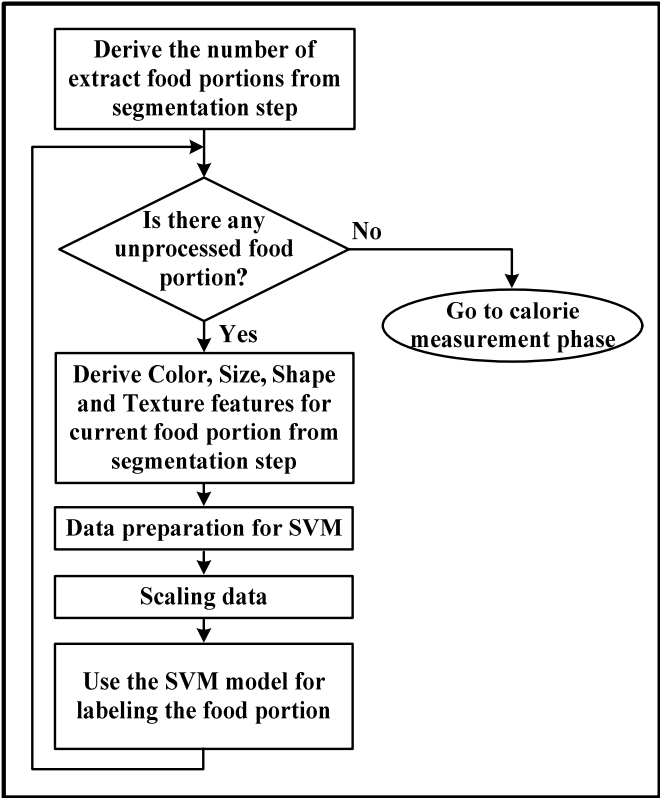 Derive the number of
extract food portions from
segmentation step
Is there any
unprocessed food
portion?
No
Go to calorie
measurement phase
Yes
Derive Color, Size, Shape
and Texture features for
current food portion from
segmentation step
Data preparation for SVM
Scaling data
Use the SVM model for
labeling the food portion